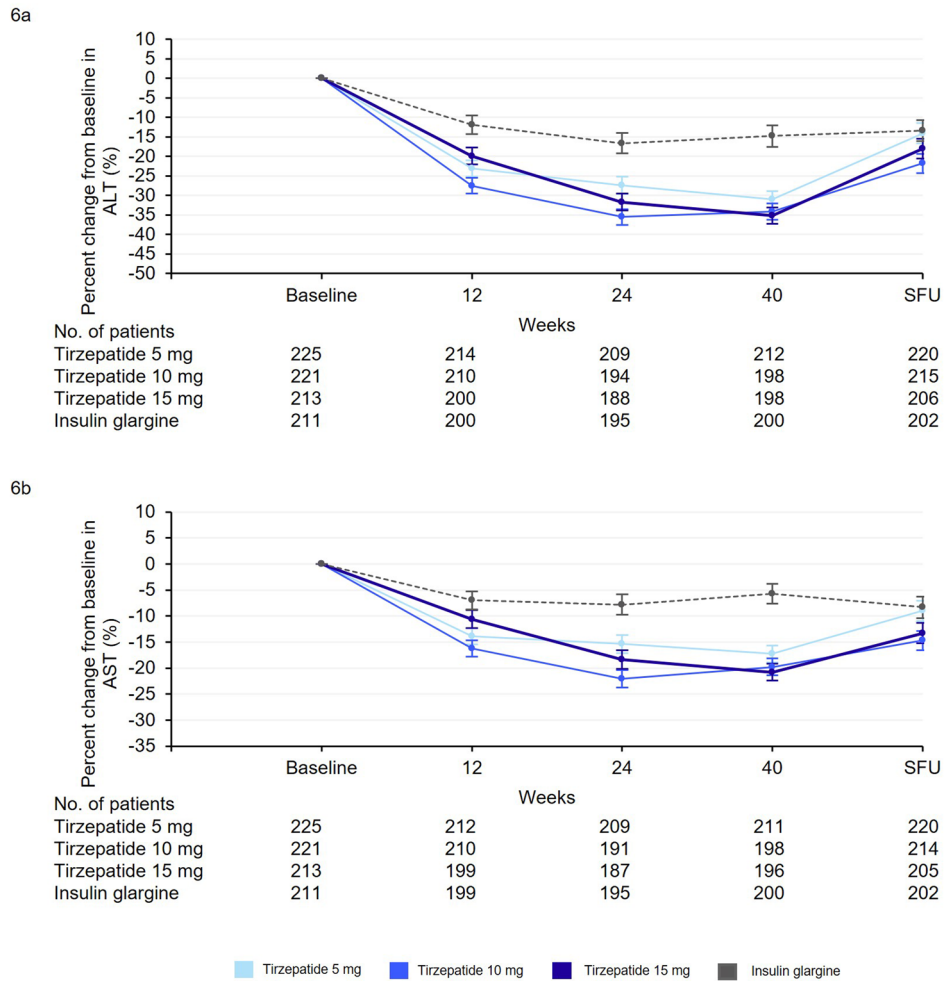 6a
Percent change from baseline in
ALT (%)
10
5
0
-5
-10
-15
-20
-25
-30
-35
-40
-45
-50
Baseline 12 24 40 SFU
Weeks
No. of patients
Tirzepatide 5 mg 225 214 209 212 220
Tirzepatide 10 mg 221 210 194 198 215
Tirzepatide 15 mg 213 200 188 198 206
Insulin glargine 211 200 195 200 202
6b
Percent change from baseline in
AST (%)
10
5
0
-5
-10
-15
-20
-25
-30
-35
Baseline 12 24 40 SFU
Weeks
No. of patients
Tirzepatide 5 mg 225 212 209 211 220
Tirzepatide 10 mg 221 210 191 198 214
Tirzepatide 15 mg 213 199 187 196 205
Insulin glargine 211 199 195 200 202
Tirzepatide 5 mg Tirzepatide 10 mg Tirzepatide 15 mg Insulin glargine